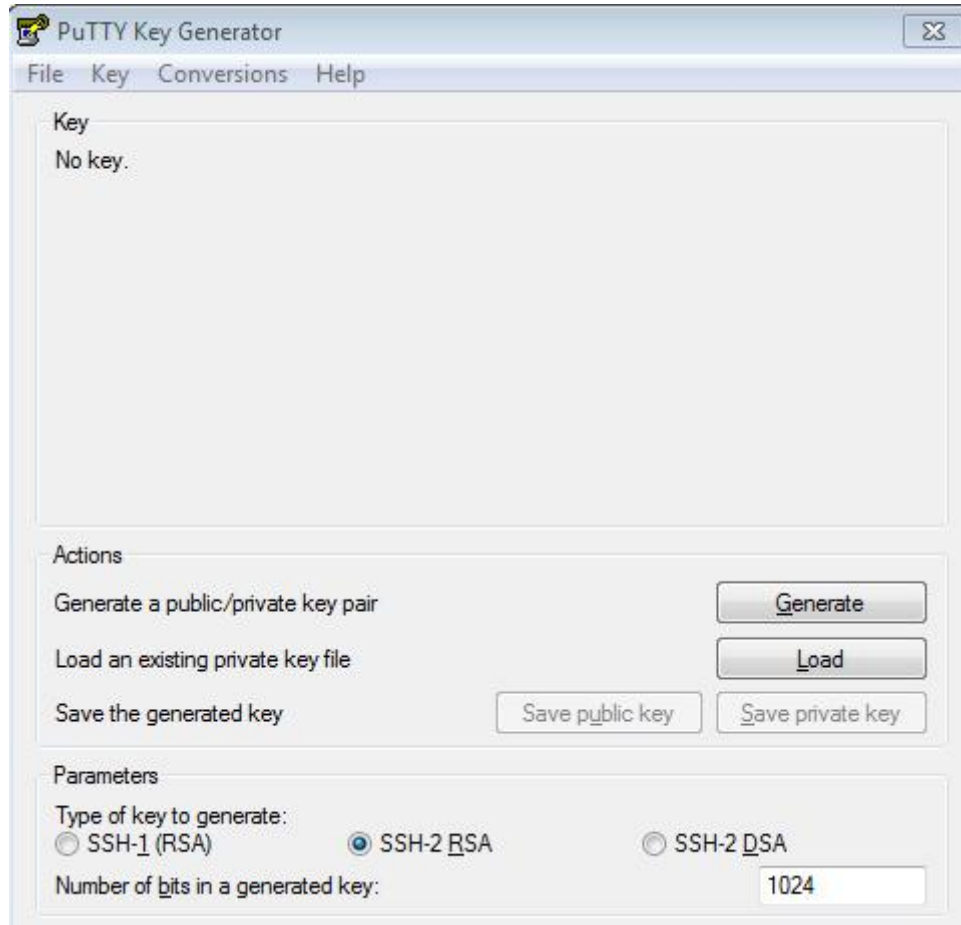 PuTTY Key Generator
File Key Conversions Help
Key
No key.
Actions
Generate a public/private key pair Generate
Load an existing private key file Load
Save the generated key Save public key Save private key
Parameters
Type of key to generate:
SSH-1 (RSA) SSH-2 RSA SSH-2 DSA
Number of bits in a generated key: 1024